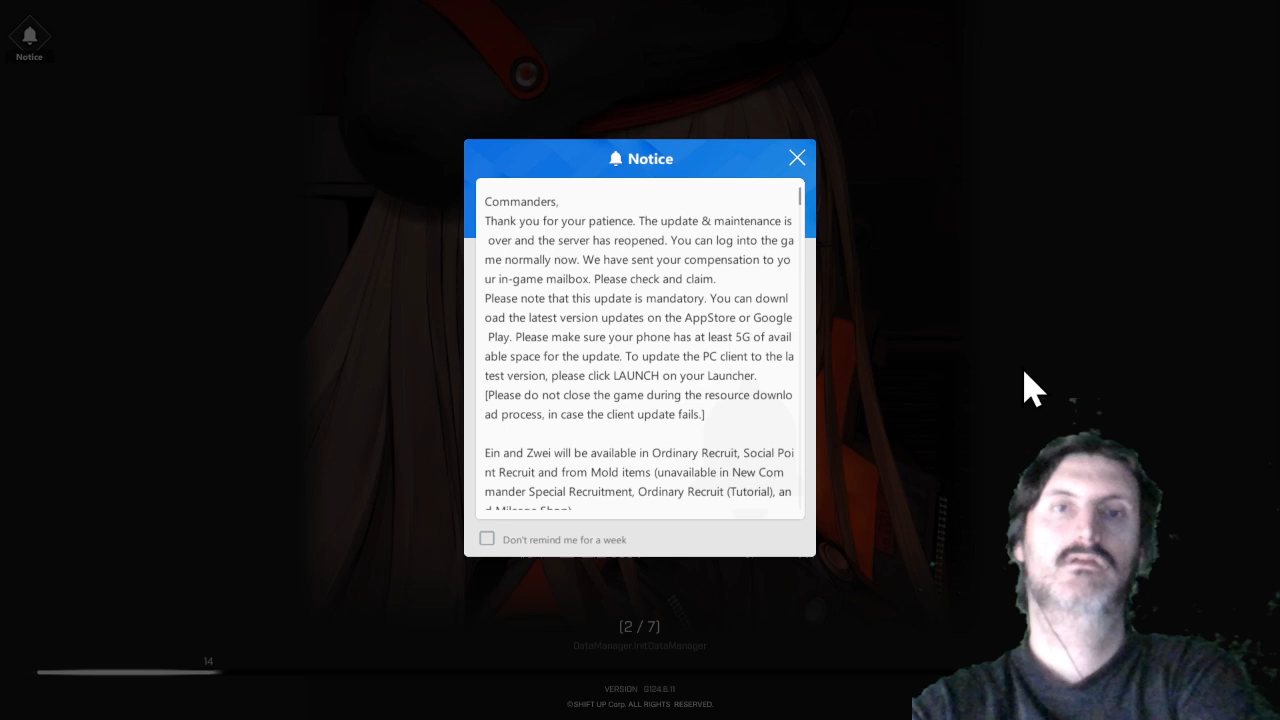 Notice
Notice
Commanders,
Thank you for your patience. The update & maintenance is
over and the server has reopened. You can log into the ga
me normally now. We have sent your compensation to yo
ur in-game mailbox. Please check and claim.
Please note that this update is mandatory. You can downl
oad the latest version updates on the AppStore or Google
Play. Please make sure your phone has at least 5G of avail
able space for the update. To update the PC client to the la
test version, please click LAUNCH on your Launcher.
[Please do not close the game during the resource downlo
ad process, in case the client update fails.]
Ein and Zwei will be available in Ordinary Recruit, Social Poi
nt Recruit and from Mold items (unavailable in New Com
mander Special Recruitment, Ordinary Recruit (Tutorial), an
d Mileage Shop)
Don't remind me for a week
(2 / 7)
DataManager.InitDataManager
14
VERSION 0124.6.11
© SHIFT UP Corp. ALL RIGHTS RESERVED.